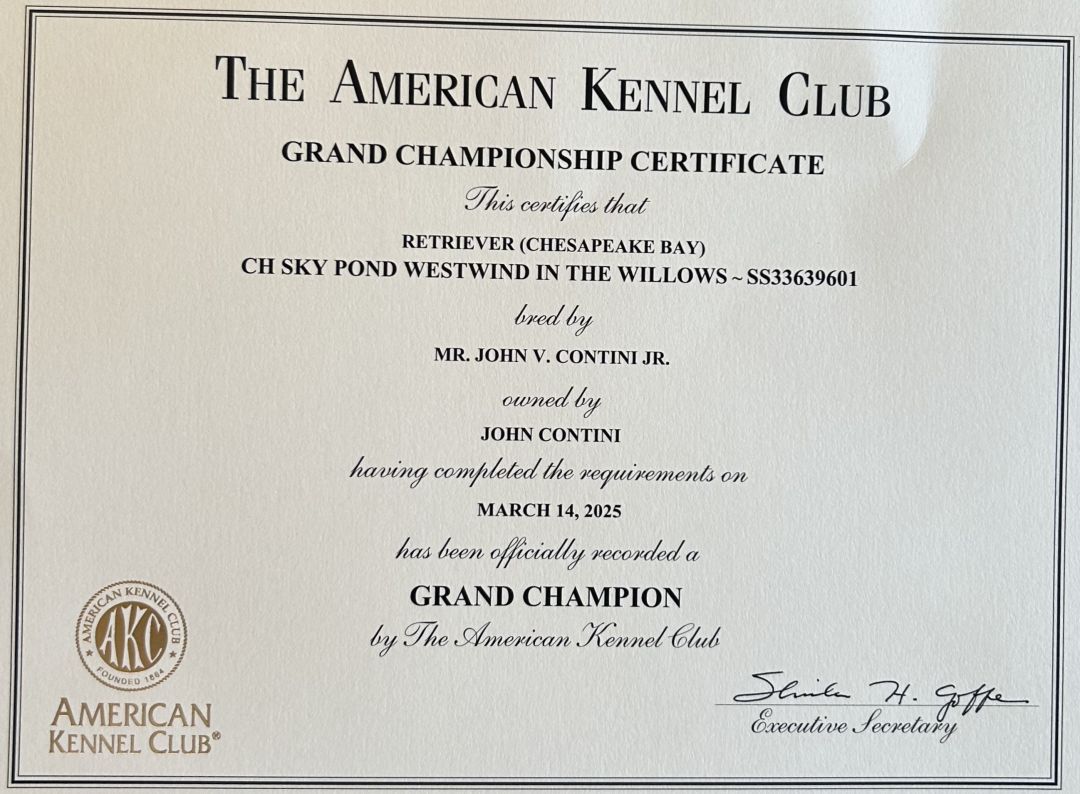 THE AMERICAN KENNEL CLUB
GRAND CHAMPIONSHIP CERTIFICATE
This certifies that
RETRIEVER (CHESAPEAKE BAY)
CH SKY POND WESTWIND IN THE WILLOWS ~ SS33639601
bred by
MR. JOHN V. CONTINI JR.
owned by
JOHN CONTINI
having completed the requirements on
MARCH 14, 2025
has been officially recorded a
GRAND CHAMPION
by The American Kennel Club
AMERICAN KENNEL CLUB
AKC
FOUNDED 1884
AMERICAN
KENNEL CLUB®
H. Goffe
Executive Secretary